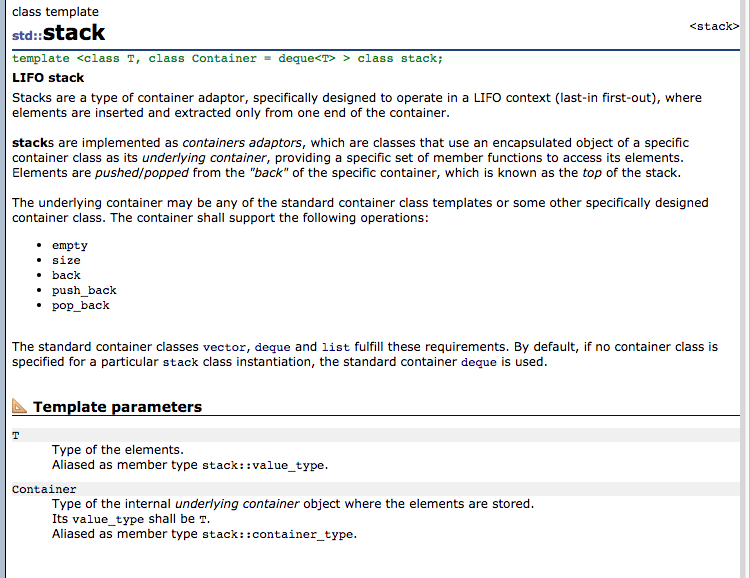 class template
std::stack
<stack>
template <class T, class Container = deque<T> > class stack;
LIFO stack
Stacks are a type of container adaptor, specifically designed to operate in a LIFO context (last-in first-out), where
elements are inserted and extracted only from one end of the container.
stacks are implemented as containers adaptors, which are classes that use an encapsulated object of a specific
container class as its underlying container, providing a specific set of member functions to access its elements.
Elements are pushed/popped from the "back" of the specific container, which is known as the top of the stack.
The underlying container may be any of the standard container class templates or some other specifically designed
container class. The container shall support the following operations:
• empty
• size
• back
• push_back
• pop_back
The standard container classes vector, deque and list fulfill these requirements. By default, if no container class is
specified for a particular stack class instantiation, the standard container deque is used.
Template parameters
T
Type of the elements.
Aliased as member type stack::value_type.
Container
Type of the internal underlying container object where the elements are stored.
Its value_type shall be T.
Aliased as member type stack::container_type.